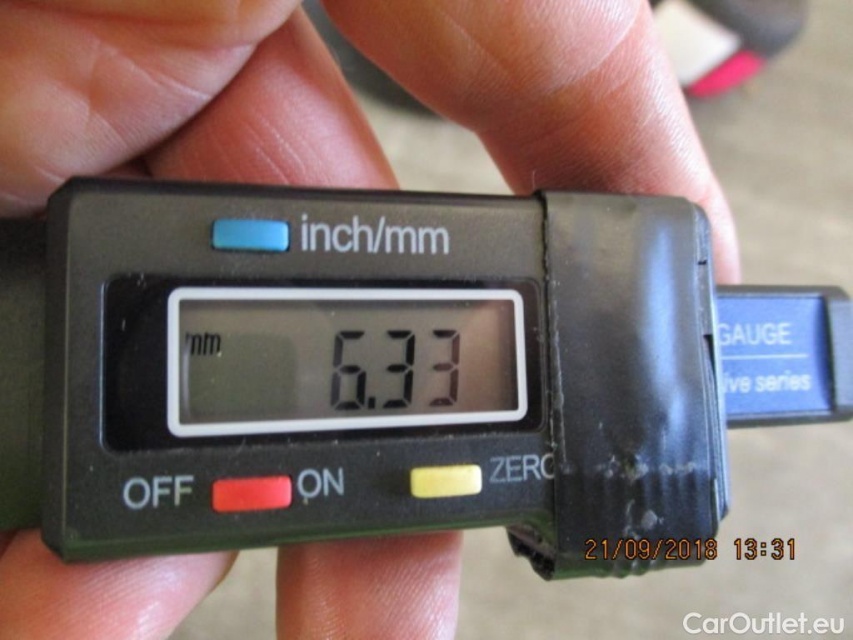 inch/mm
mm
6.33
OFF ON
ZERO
GAUGE
ive series
21/09/2018 13:31
CarOutlet.eu